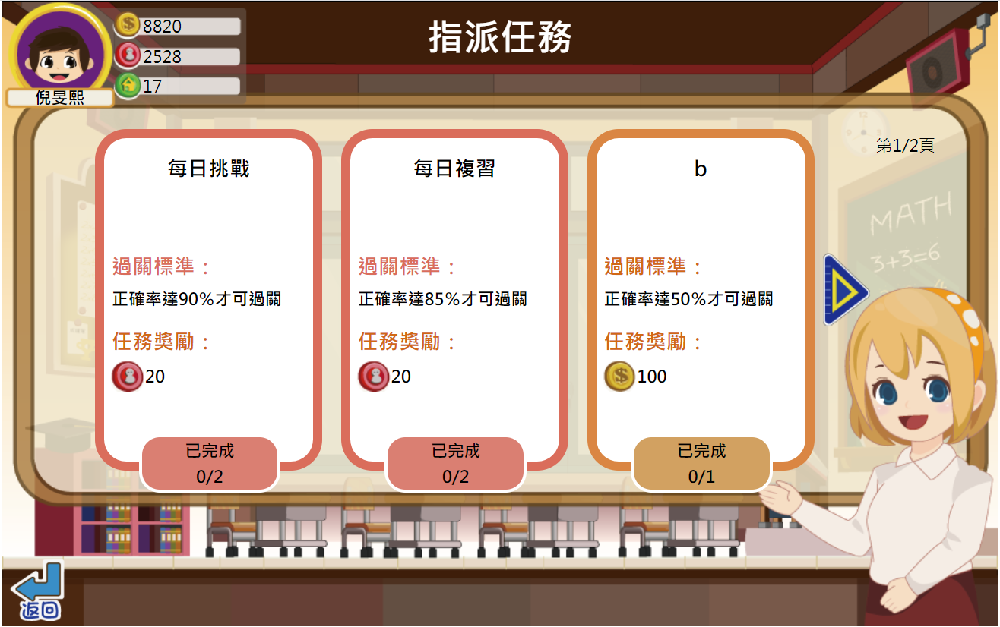 指派任務
8820
2528
17
倪旻熙
第1/2頁
每日挑戰
過關標準：
正確率達90%才可過關
任務獎勵：
20
已完成
0/2
每日複習
過關標準：
正確率達85%才可過關
任務獎勵：
20
已完成
0/2
b
過關標準：
正確率達50%才可過關
任務獎勵：
100
已完成
0/1
MATH
3+3=6
返回